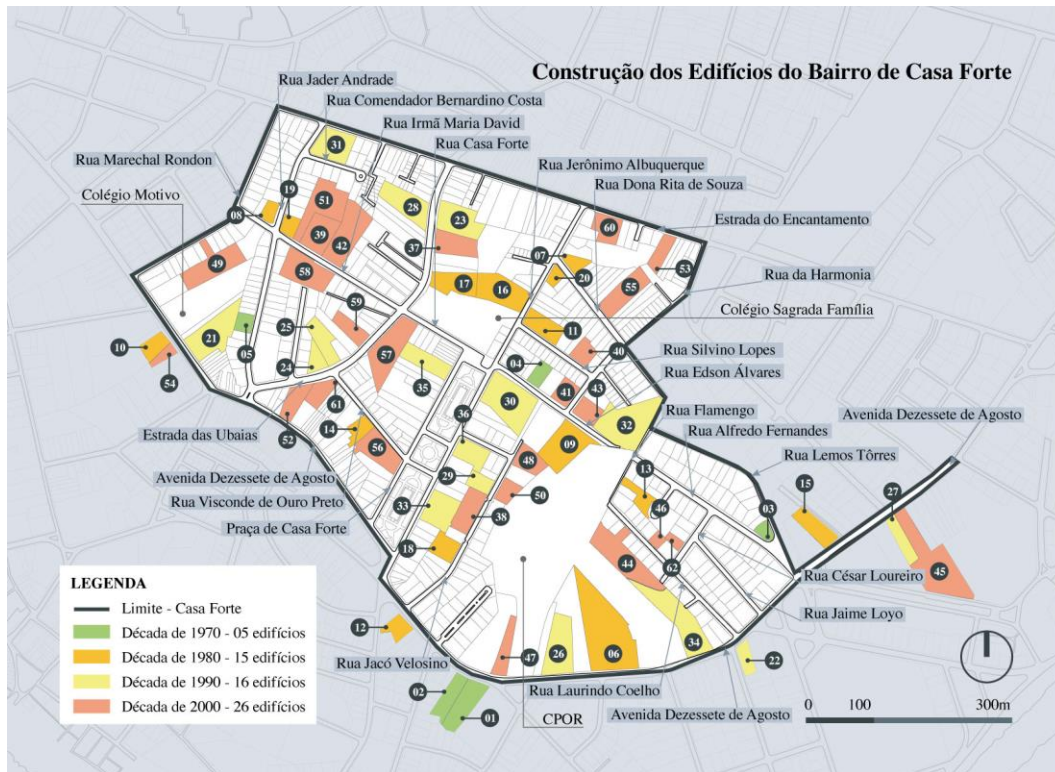 Construção dos Edifícios do Bairro de Casa Forte
Rua Jader Andrade
Rua Comendador Bernardino Costa
Rua Irmã Maria David
Rua Casa Forte
Rua Marechal Rondon
Colégio Motivo
Rua Jerônimo Albuquerque
Rua Dona Rita de Souza
Estrada do Encantamento
Rua da Harmonia
Colégio Sagrada Família
Rua Silvino Lopes
Rua Edson Álvares
Rua Flamengo
Rua Alfredo Fernandes
Avenida Dezessete de Agosto
Rua Lemos Tôrres
Estrada das Ubaias
Avenida Dezessete de Agosto
Rua Visconde de Ouro Preto
Praça de Casa Forte
Rua César Loureiro
Rua Jaime Loyo
Rua Jacó Velosino
Rua Laurindo Coelho
CPOR
Avenida Dezessete de Agosto
31
19
08
51
39
42
28
23
37
60
07
20
53
55
49
58
59
17
16
11
40
10
54
21
05
25
24
57
35
04
41
43
61
52
14
56
36
30
32
09
29
48
50
33
38
18
13
46
62
44
03
15
27
45
12
47
26
06
34
22
02
01
LEGENDA
Limite - Casa Forte
Década de 1970 - 05 edifícios
Década de 1980 - 15 edifícios
Década de 1990 - 16 edifícios
Década de 2000 - 26 edifícios
0 100 300m